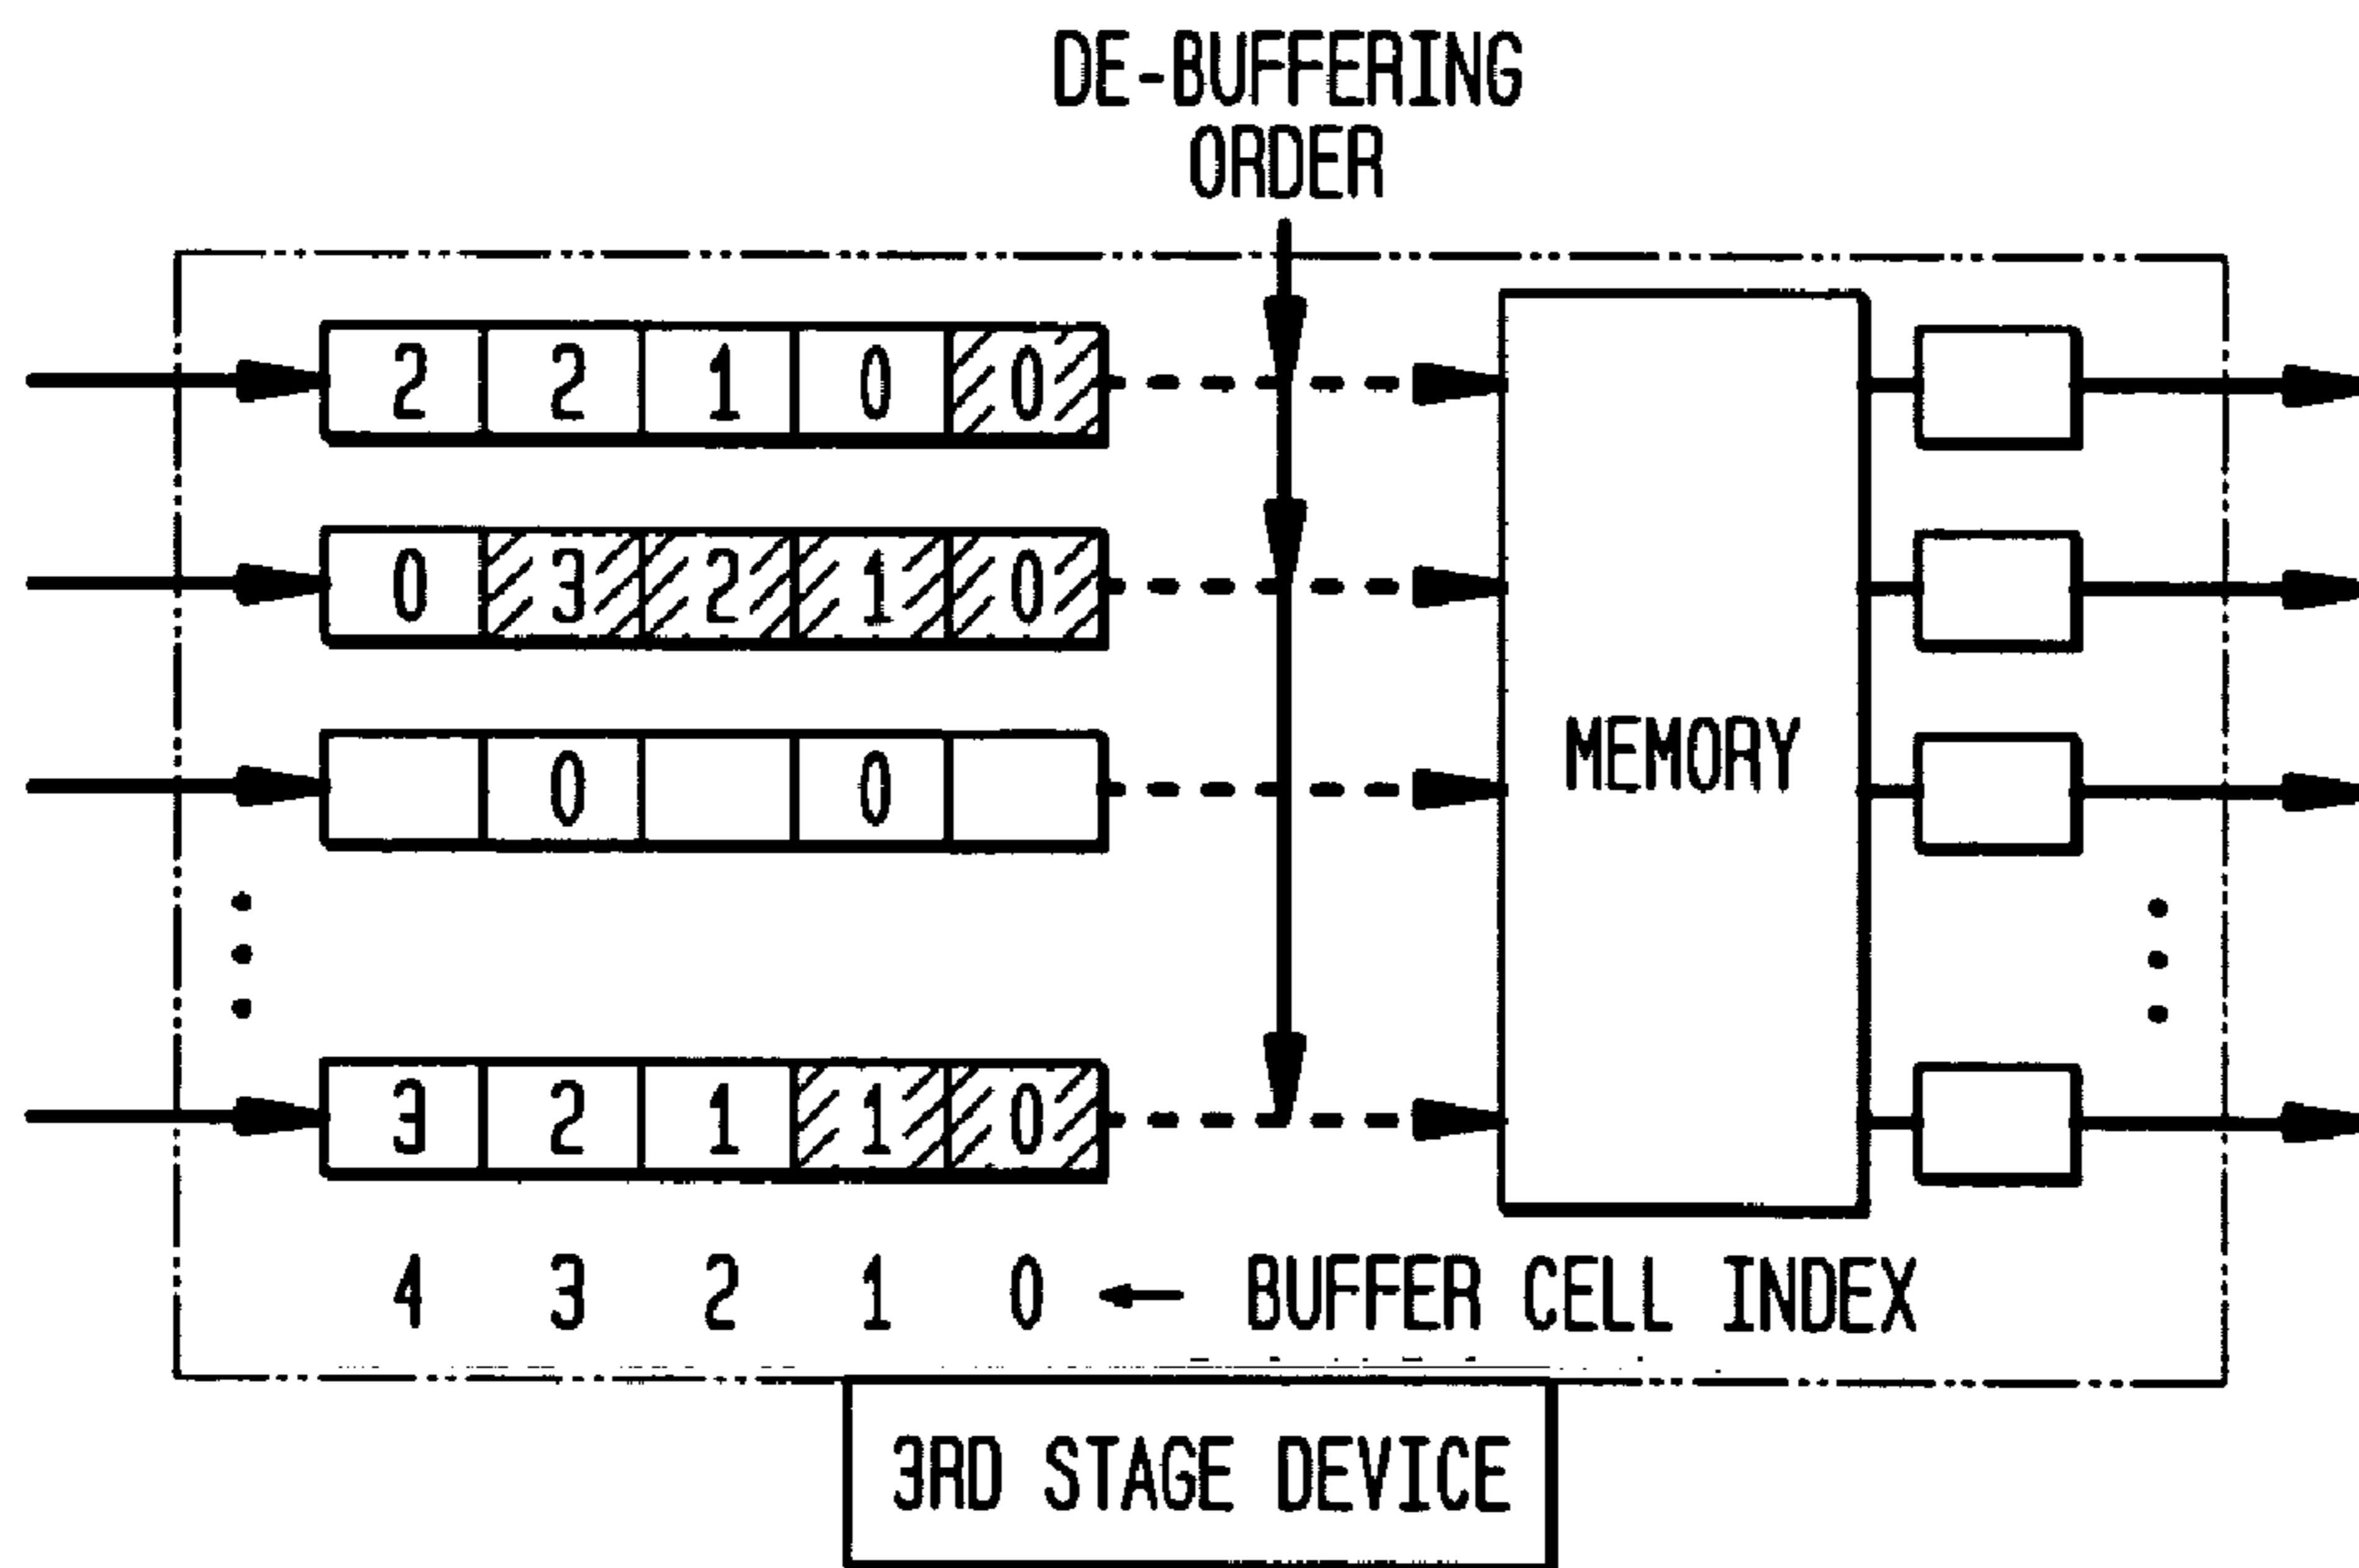 DE-BUFFERING
ORDER
2 2 1 0 0
0 3 2 1 0
0 0
MEMORY
3 2 1 1 0
4 3 2 1 0 ← BUFFER CELL INDEX
3RD STAGE DEVICE